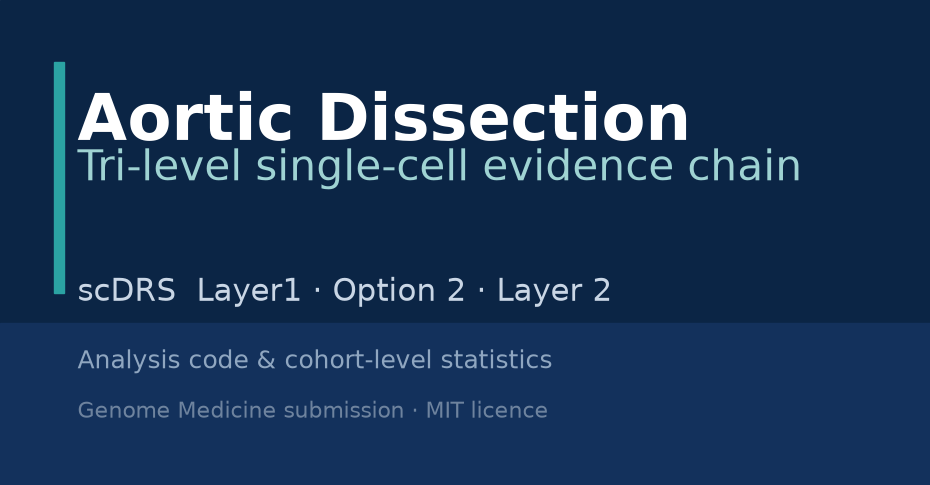 Aortic Dissection
Tri-level single-cell evidence chain
scDRS  Layer1 · Option 2 · Layer 2
Analysis code & cohort-level statistics
Genome Medicine submission · MIT licence